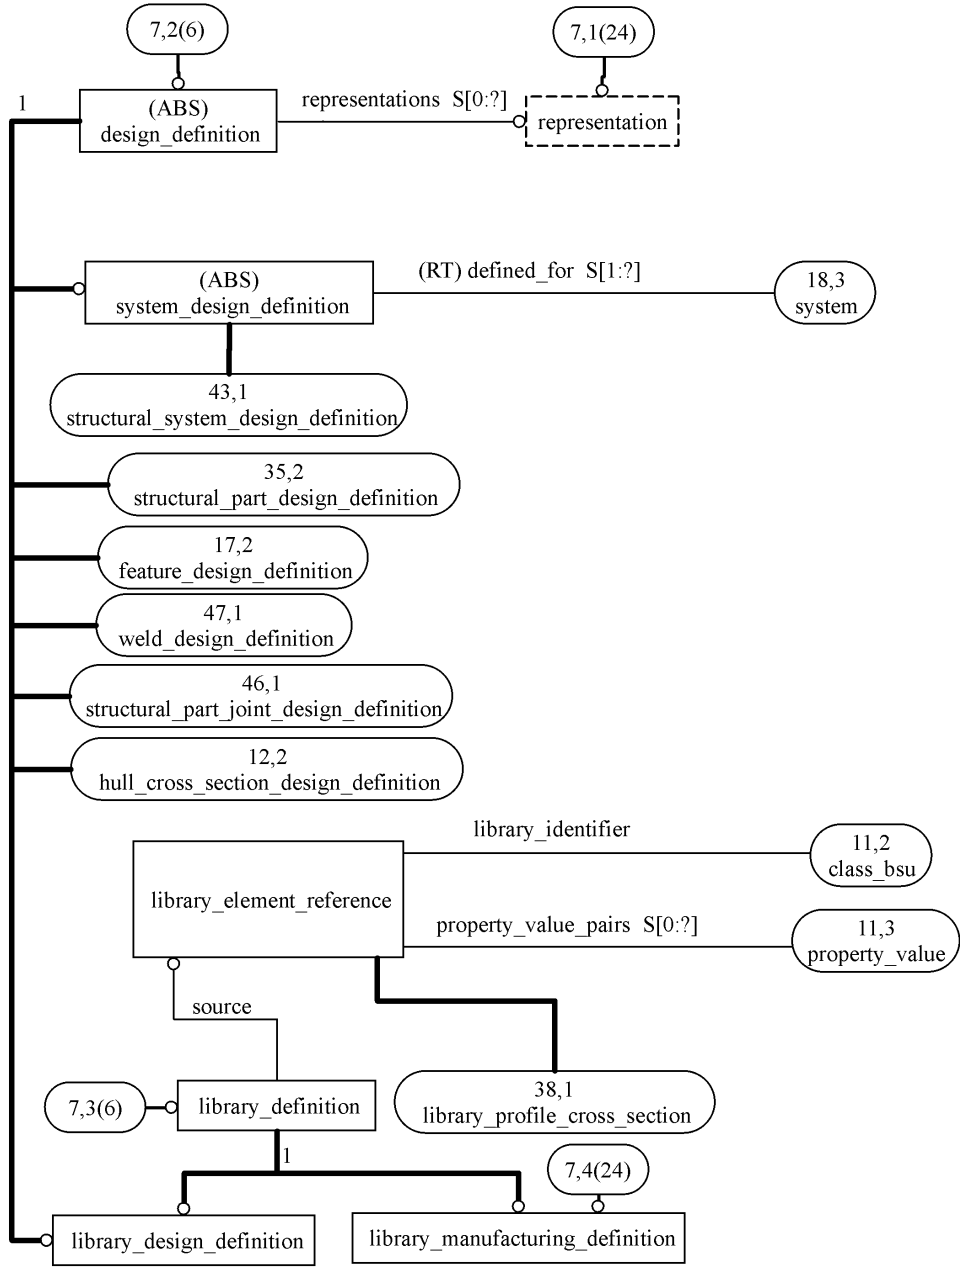 7,2(6)
7,1(24)
1
(ABS)
design_definition
representations S[0:?]
representation
(ABS)
system_design_definition
(RT) defined_for S[1:?]
18,3
system
43,1
structural_system_design_definition
35,2
structural_part_design_definition
17,2
feature_design_definition
47,1
weld_design_definition
46,1
structural_part_joint_design_definition
12,2
hull_cross_section_design_definition
library_identifier
11,2
class_bsu
library_element_reference
property_value_pairs S[0:?]
11,3
property_value
source
7,3(6)
library_definition
38,1
library_profile_cross_section
1
7,4(24)
library_design_definition
library_manufacturing_definition